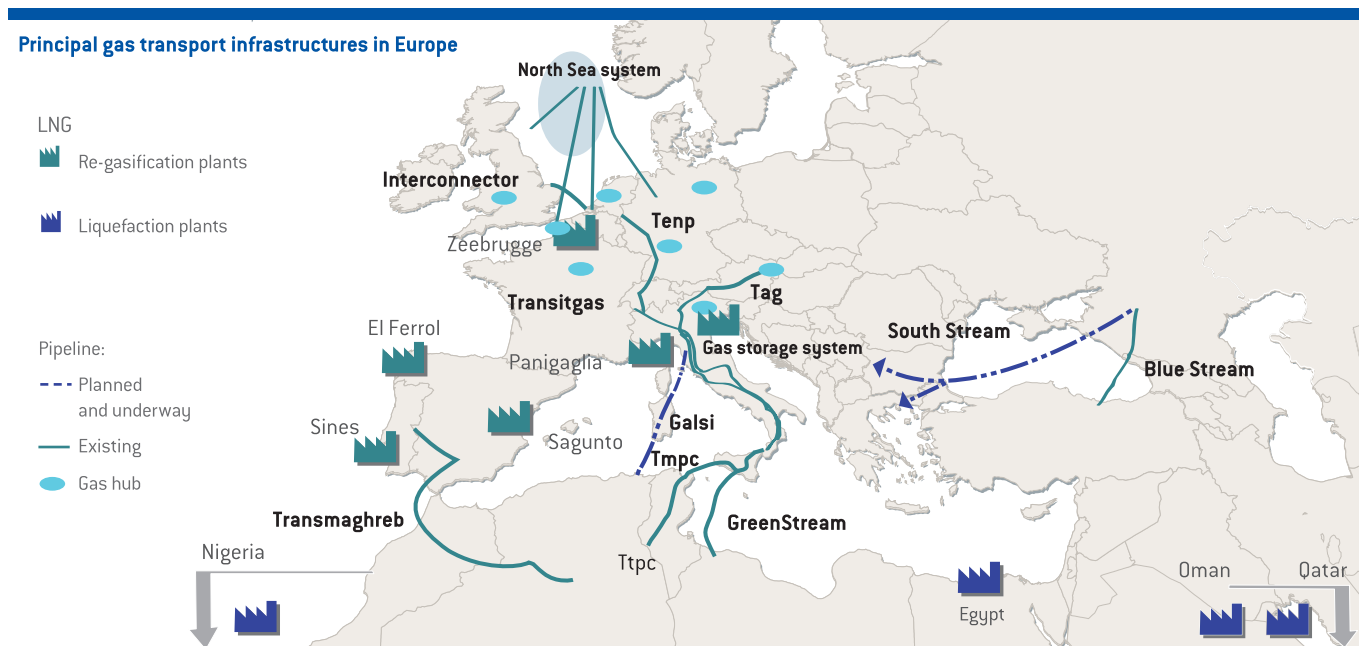 Principal gas transport infrastructures in Europe
North Sea system
LNG
Re-gasification plants
Interconnector
Liquefaction plants
Tenp
Zeebrugge
Tag
Transitgas
El Ferrol
South Stream
Pipeline:
Gas storage system
Panigaglia
Blue Stream
Planned
and underway
Galsi
Sines
Sagunto
Existing
Tmpc
Gas hub
Transmaghreb
GreenStream
Nigeria
Ttpc
Oman
Qatar
Egypt